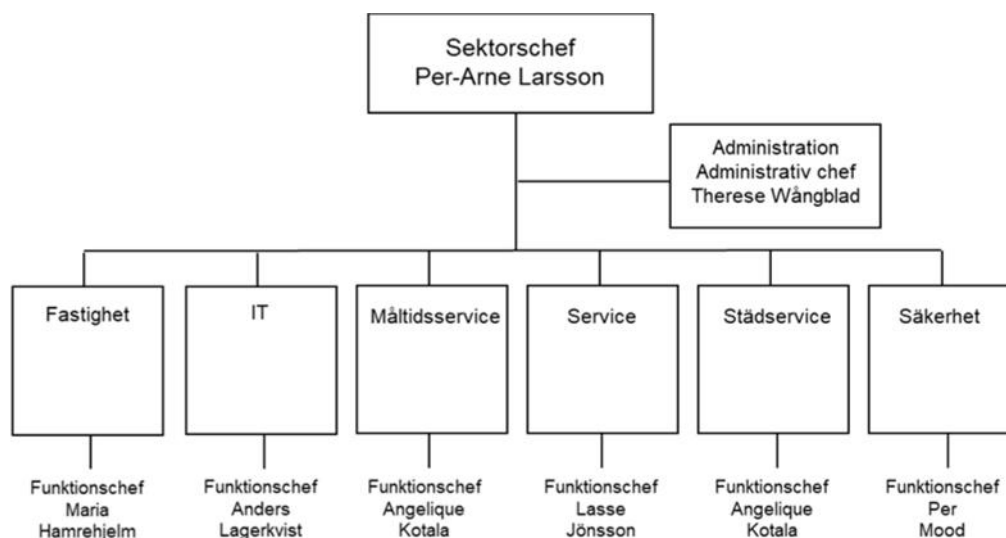 Sektorschef
Per-Arne Larsson
Administration
Administrativ chef
Therese Wångblad
Fastighet
IT
Måltidsservice
Service
Städservice
Säkerhet
Funktionschef
Maria
Hamrehjelm
Funktionschef
Anders
Lagerkvist
Funktionschef
Angelique
Kotala
Funktionschef
Lasse
Jönsson
Funktionschef
Angelique
Kotala
Funktionschef
Per
Mood